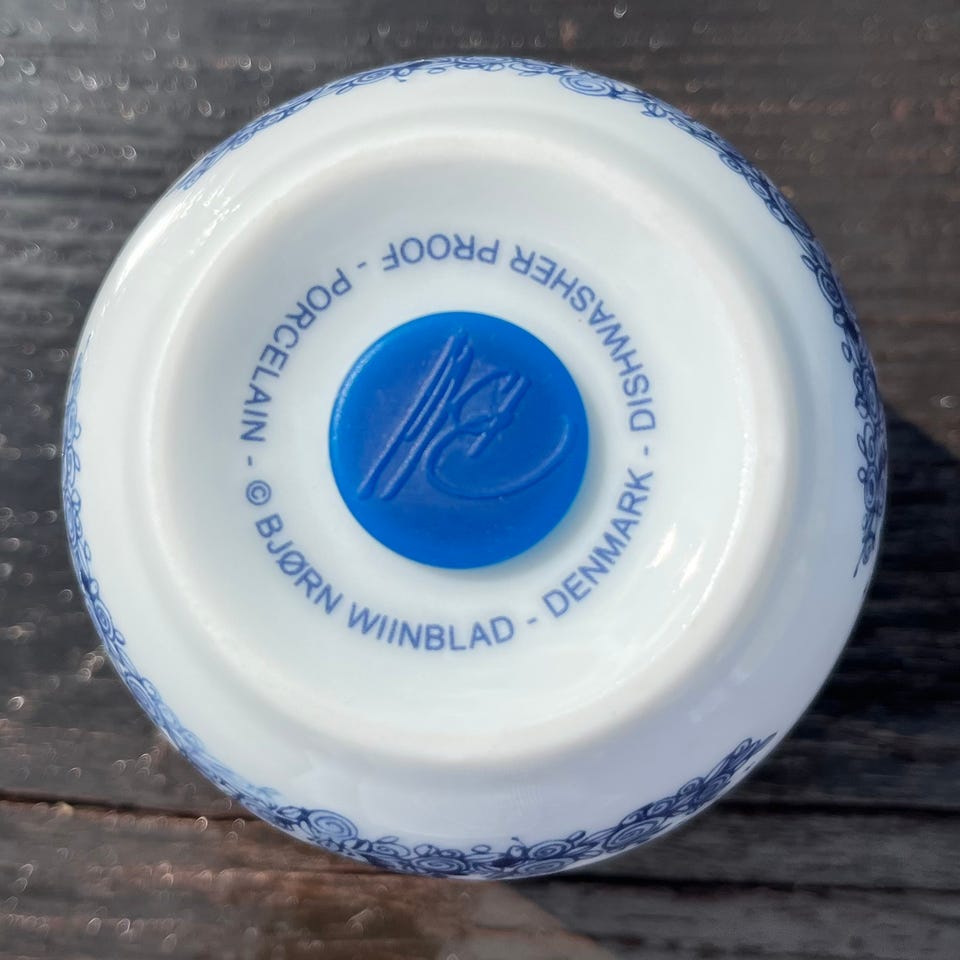 © BJØRN WIINBLAD - DENMARK - DISHWASHER PROOF - PORCELAIN -